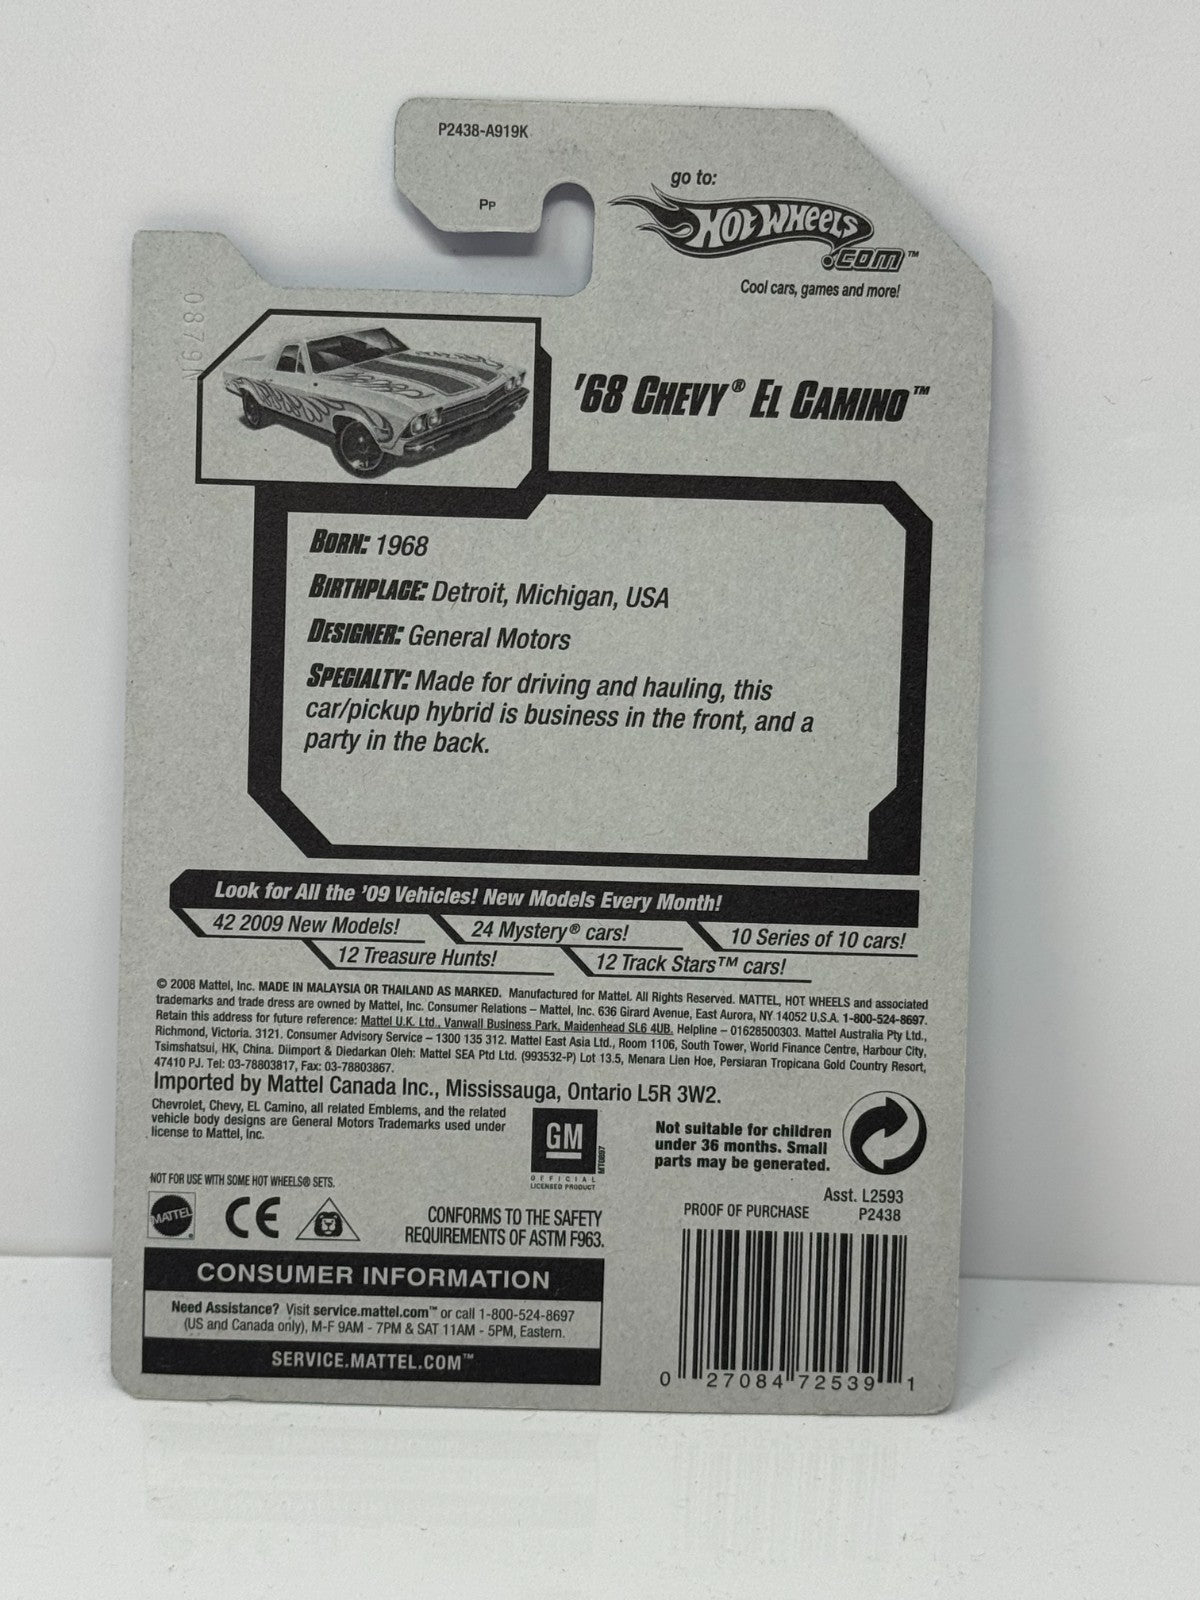 P2438-A919K
PP
go to:
HOT WHEELS
.COM™
Cool cars, games and more!
'68 CHEVY® EL CAMINO™
BORN: 1968
BIRTHPLACE: Detroit, Michigan, USA
DESIGNER: General Motors
SPECIALTY: Made for driving and hauling, this
car/pickup hybrid is business in the front, and a
party in the back.
Look for All the '09 Vehicles! New Models Every Month!
42 2009 New Models!
24 Mystery® cars!
10 Series of 10 cars!
12 Treasure Hunts!
12 Track Stars™ cars!
© 2008 Mattel, Inc. MADE IN MALAYSIA OR THAILAND AS MARKED. Manufactured for Mattel. All Rights Reserved. MATTEL, HOT WHEELS and associated
trademarks and trade dress are owned by Mattel, Inc. Consumer Relations – Mattel, Inc. 636 Girard Avenue, East Aurora, NY 14052 U.S.A. 1-800-524-8697.
Retain this address for future reference: Mattel U.K. Ltd., Vanwall Business Park, Maidenhead SL6 4UB. Helpline – 01628500303. Mattel Australia Pty Ltd.,
Richmond, Victoria. 3121. Consumer Advisory Service – 1300 135 312. Mattel East Asia Ltd., Room 1106, South Tower, World Finance Centre, Harbour City,
Tsimshatsui, HK, China. Diimport & Diedarkan Oleh: Mattel SEA Ptd Ltd. (993532-P) Lot 13.5, Menara Lien Hoe, Persiaran Tropicana Gold Country Resort,
47410 PJ. Tel: 03-78803817, Fax: 03-78803867.
Imported by Mattel Canada Inc., Mississauga, Ontario L5R 3W2.
Chevrolet, Chevy, EL Camino, all related Emblems, and the related
vehicle body designs are General Motors Trademarks used under
license to Mattel, Inc.
GM
OFFICIAL
LICENSED PRODUCT
Not suitable for children
under 36 months. Small
parts may be generated.
NOT FOR USE WITH SOME HOT WHEELS® SETS.
MATTEL
CE
CONFORMS TO THE SAFETY
REQUIREMENTS OF ASTM F963.
Asst. L2593
PROOF OF PURCHASE P2438
CONSUMER INFORMATION
Need Assistance? Visit service.mattel.com™ or call 1-800-524-8697
(US and Canada only), M-F 9AM - 7PM & SAT 11AM - 5PM, Eastern.
SERVICE.MATTEL.COM™
0 27084 72539 1